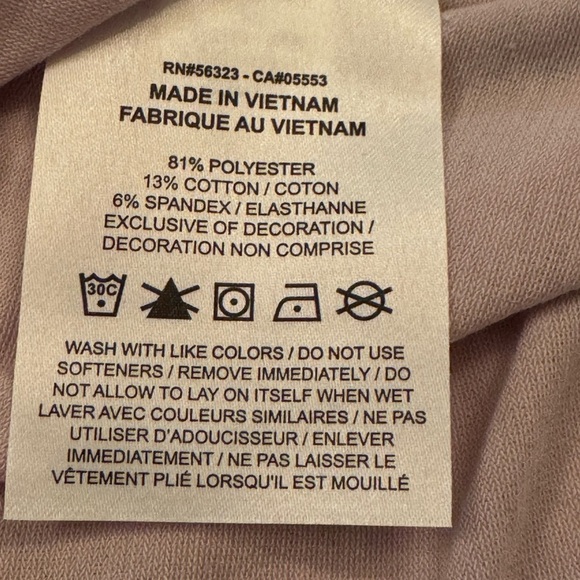 RN#56323 - CA#05553
MADE IN VIETNAM
FABRIQUE AU VIETNAM
81% POLYESTER
13% COTTON / COTON
6% SPANDEX / ELASTHANNE
EXCLUSIVE OF DECORATION /
DECORATION NON COMPRISE
30C
WASH WITH LIKE COLORS / DO NOT USE
SOFTENERS / REMOVE IMMEDIATELY / DO
NOT ALLOW TO LAY ON ITSELF WHEN WET
LAVER AVEC COULEURS SIMILAIRES / NE PAS
UTILISER D'ADOUCISSEUR / ENLEVER
IMMEDIATEMENT / NE PAS LAISSER LE
VÊTEMENT PLIÉ LORSQU'IL EST MOUILLÉ